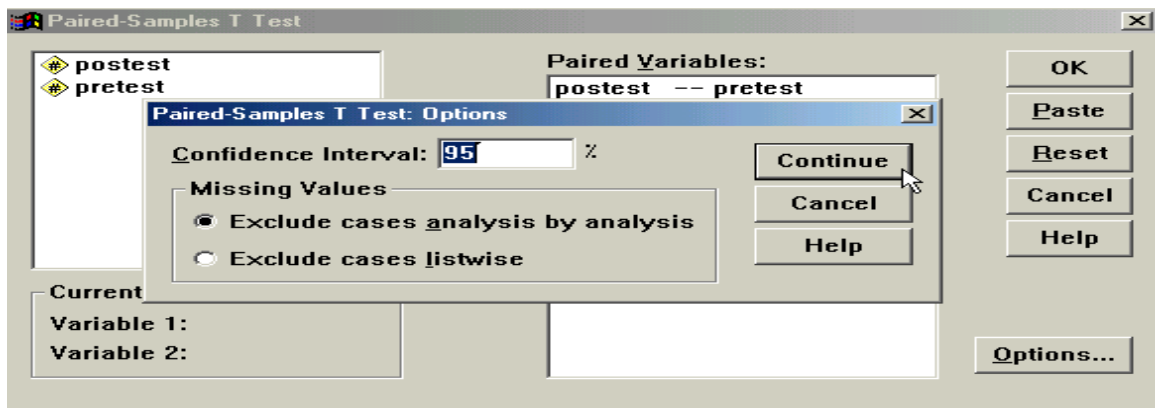 Paired-Samples T Test
postest
pretest
Paired Variables:
postest -- pretest
OK
Paste
Reset
Cancel
Help
Paired-Samples T Test: Options
Confidence Interval: 95 %
Missing Values
Exclude cases analysis by analysis
Exclude cases listwise
Continue
Cancel
Help
Current
Variable 1:
Variable 2:
Options...